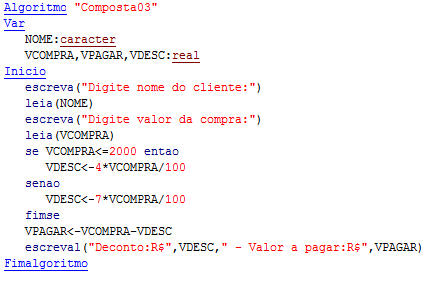 Algoritmo "Composta03"
Var
NOME:caracter
VCOMPRA,VPAGAR,VDESC:real
Inicio
escreva("Digite nome do cliente:")
leia(NOME)
escreva("Digite valor da compra:")
leia(VCOMPRA)
se VCOMPRA<=2000 entao
VDESC<-4*VCOMPRA/100
senao
VDESC<-7*VCOMPRA/100
fimse
VPAGAR<-VCOMPRA-VDESC
escreval("Deconto:R$",VDESC," - Valor a pagar:R$",VPAGAR)
Fimalgoritmo